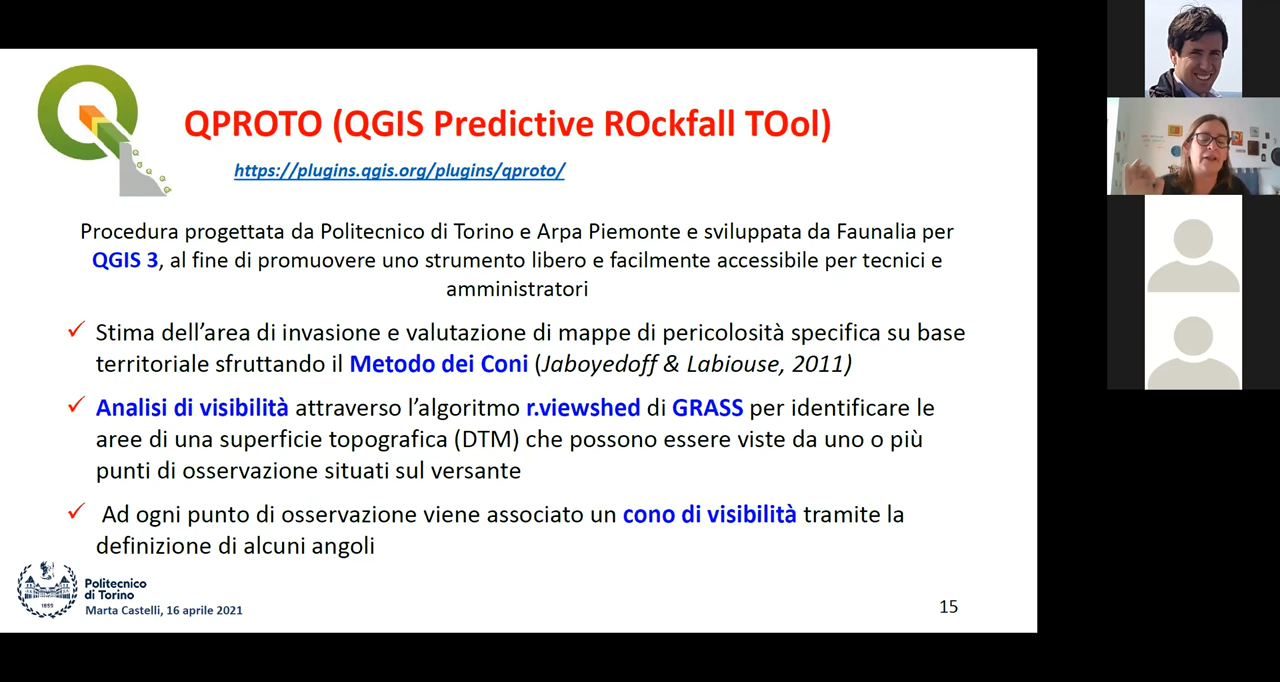 QPROTO (QGIS Predictive ROckfall TOol)
https://plugins.qgis.org/plugins/qproto/
Procedura progettata da Politecnico di Torino e Arpa Piemonte e sviluppata da Faunalia per
QGIS 3, al fine di promuovere uno strumento libero e facilmente accessibile per tecnici e
amministratori
✓ Stima dell’area di invasione e valutazione di mappe di pericolosità specifica su base
territoriale sfruttando il Metodo dei Coni (Jaboyedoff & Labiouse, 2011)
✓ Analisi di visibilità attraverso l’algoritmo r.viewshed di GRASS per identificare le
aree di una superficie topografica (DTM) che possono essere viste da uno o più
punti di osservazione situati sul versante
✓ Ad ogni punto di osservazione viene associato un cono di visibilità tramite la
definizione di alcuni angoli
1859
Politecnico
di Torino
Marta Castelli, 16 aprile 2021
15